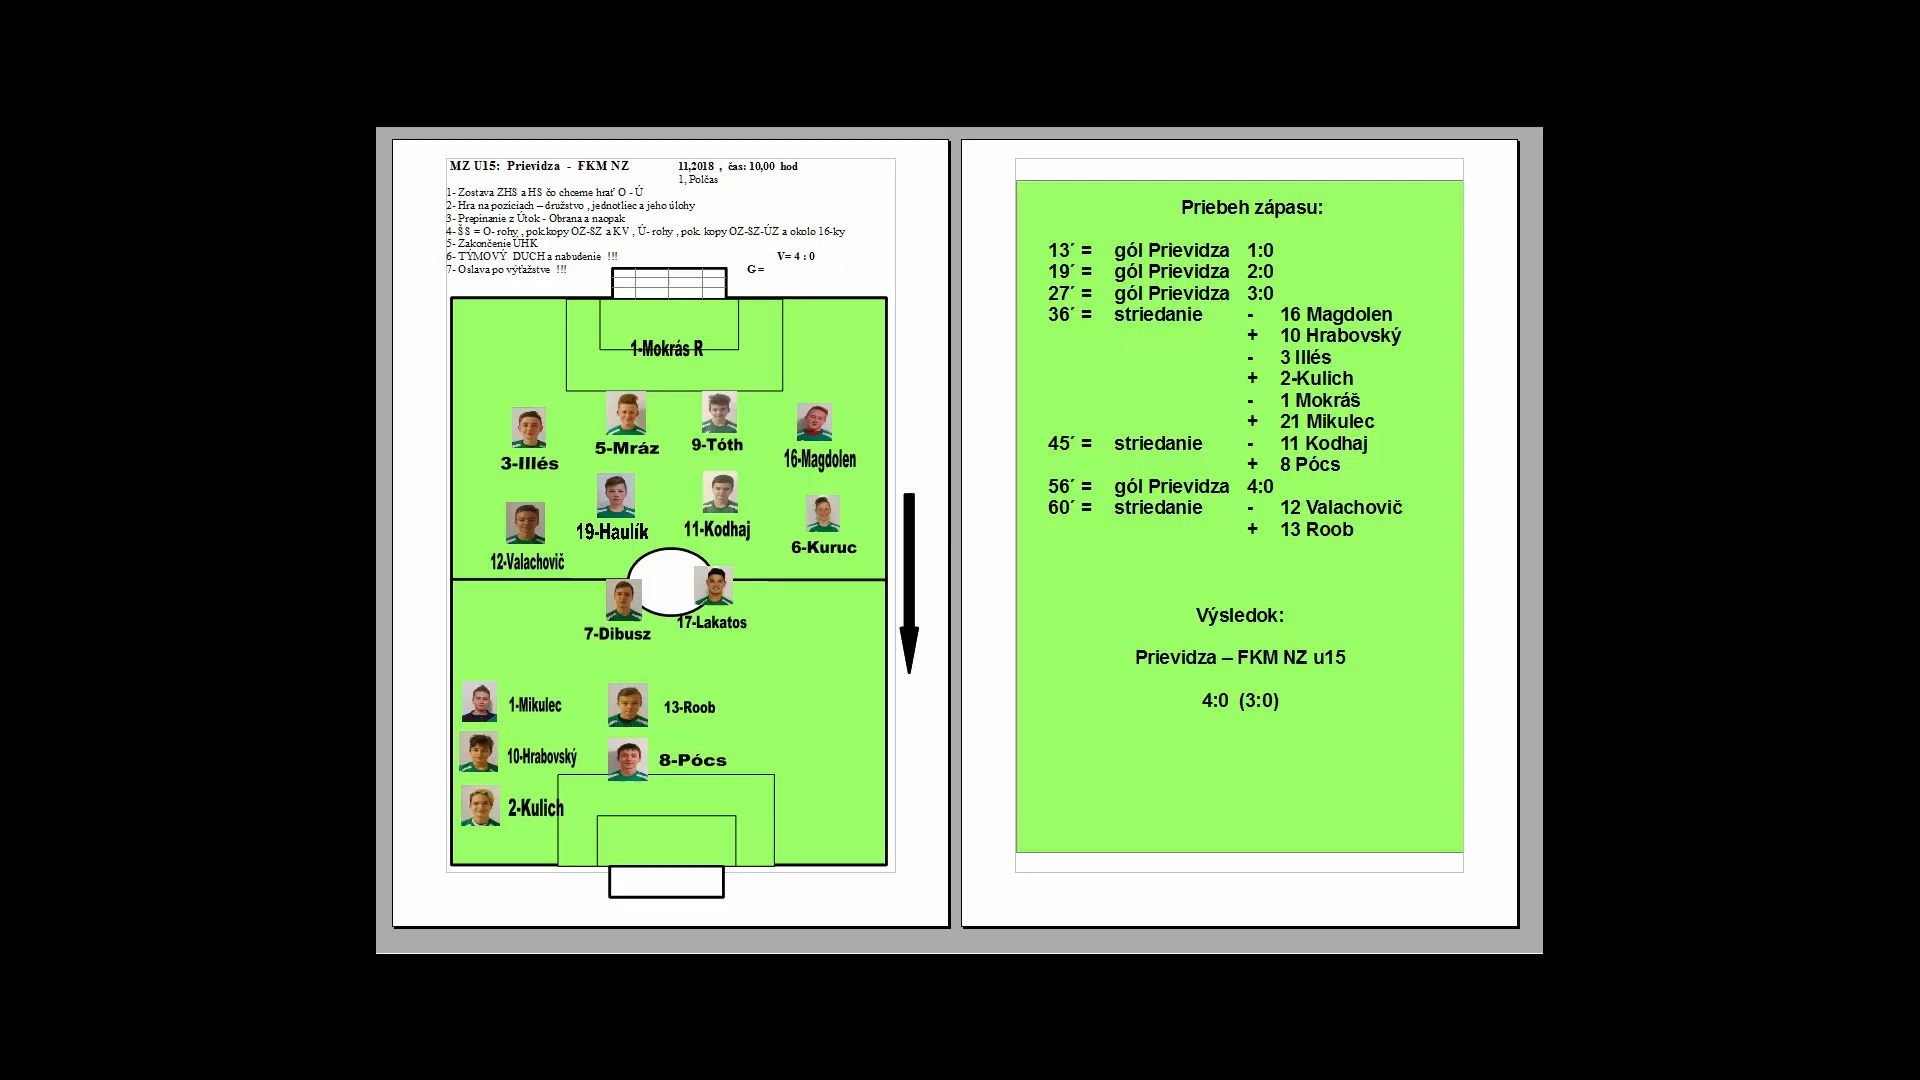 MZ U15: Prievidza - FKM NZ 11,2018 , čas: 10,00 hod
1, Polčas
1- Zostava ZHS a HS čo chceme hrať O - Ú
2- Hra na pozíciach – družstvo , jednotliec a jeho úlohy
3- Prepínanie z Útok - Obrana a naopak
4- ŠS = O- rohy , pok.kopy OZ-SZ a KV , Ú- rohy , pok. kopy OZ-SZ-ÚZ a okolo 16-ky
5- Zakončenie ÚHK
6- TÝMOVÝ DUCH a nabudenie !!! V= 4 : 0
7- Oslava po výťažstve !!! G =
1-Mokrás R
3-Illés
5-Mráz
9-Tóth
16-Magdolen
12-Valachovič
19-Haulík
11-Kodhaj
6-Kuruc
7-Dibusz
17-Lakatos
1-Mikulec
13-Roob
10-Hrabovský
8-Pócs
2-Kulich
Priebeh zápasu:
13´ = gól Prievidza 1:0
19´ = gól Prievidza 2:0
27´ = gól Prievidza 3:0
36´ = striedanie - 16 Magdolen
+ 10 Hrabovský
- 3 Illés
+ 2-Kulich
- 1 Mokráš
+ 21 Mikulec
45´ = striedanie - 11 Kodhaj
+ 8 Pócs
56´ = gól Prievidza 4:0
60´ = striedanie - 12 Valachovič
+ 13 Roob
Výsledok:
Prievidza – FKM NZ u15
4:0 (3:0)